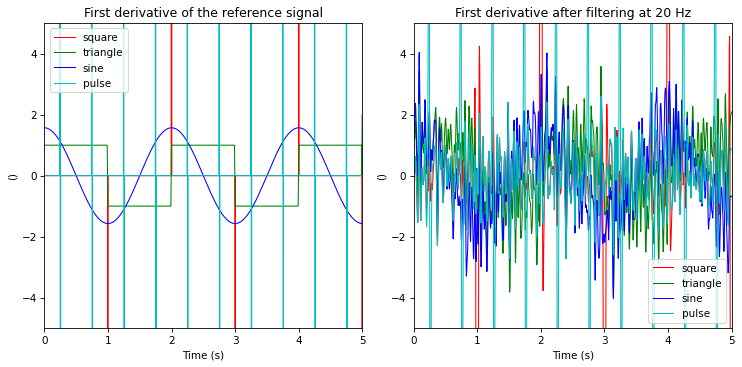 First derivative of the reference signal
square
triangle
sine
pulse
4
2
0
−2
−4
()
0
1
2
3
4
5
Time (s)
First derivative after filtering at 20 Hz
4
2
0
−2
−4
()
square
triangle
sine
pulse
0
1
2
3
4
5
Time (s)